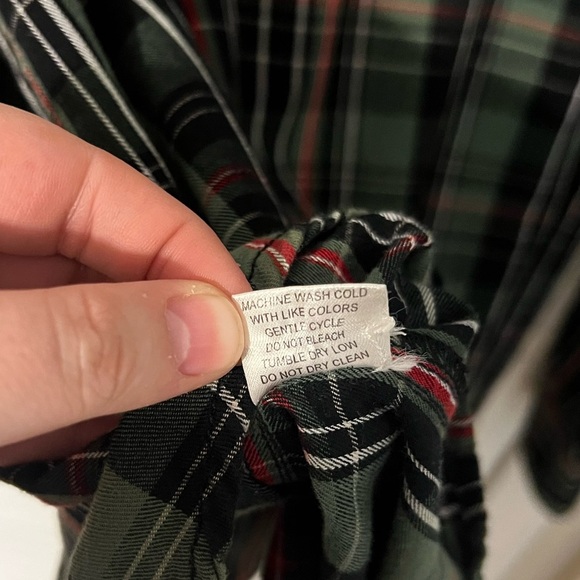 MACHINE WASH COLD
WITH LIKE COLORS
GENTLE CYCLE
DO NOT BLEACH
TUMBLE DRY LOW
DO NOT DRY CLEAN